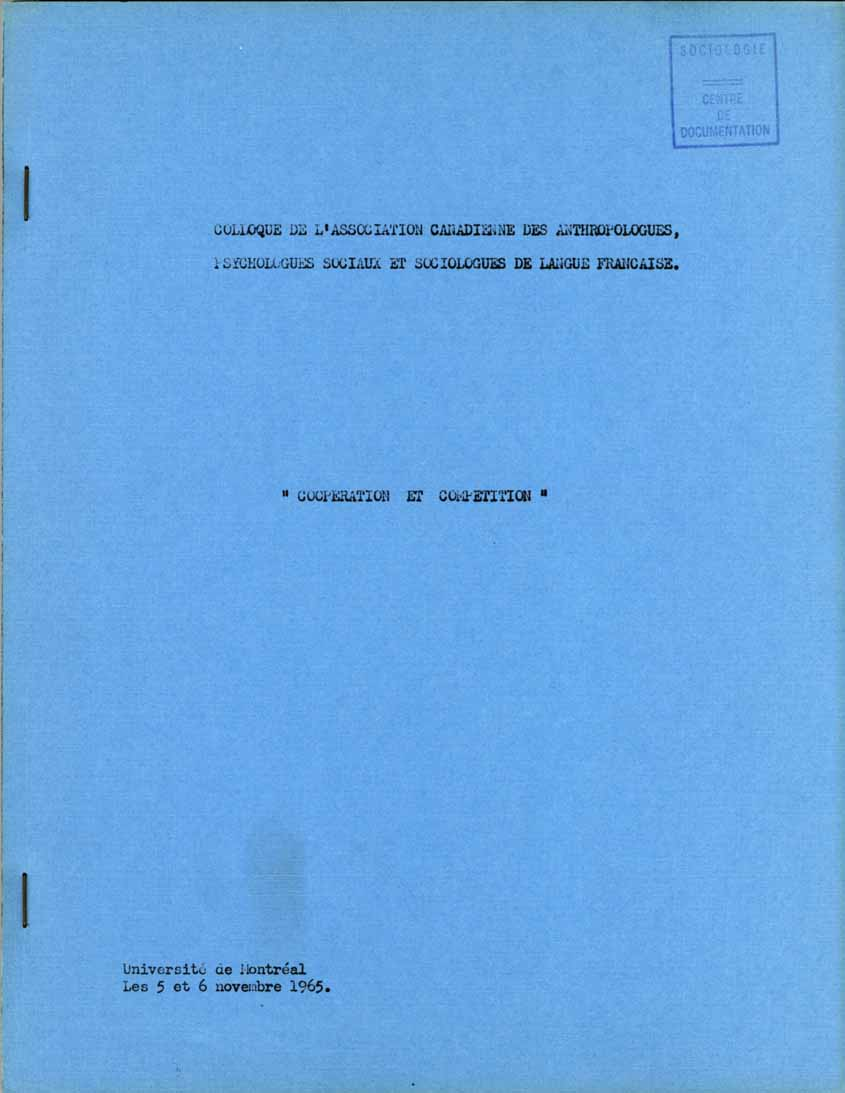 SOCIOLOGIE
CENTRE
DE
DOCUMENTATION
COLLOQUE DE L'ASSOCIATION CANADIENNE DES ANTHROPOLOGUES,
PSYCHOLOGUES SOCIAUX ET SOCIOLOGUES DE LANGUE FRANCAISE.
" COOPERATION ET COMPETITION "
Université de Montréal
Les 5 et 6 novembre 1965.